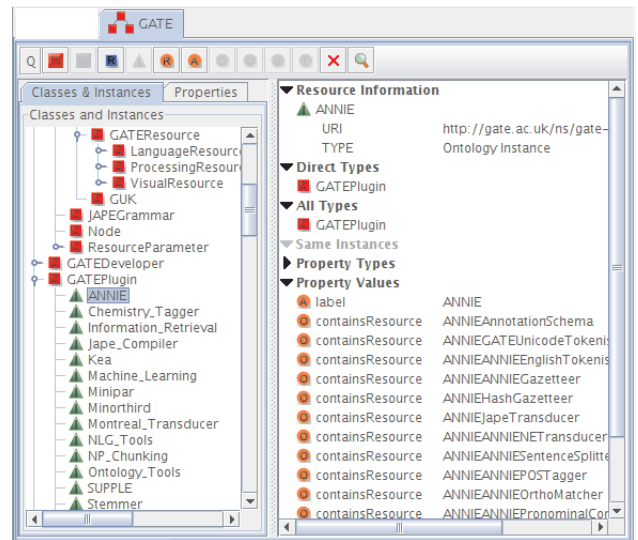 GATE
Q R R A O O O O
Classes & Instances Properties
Classes and Instances
GATEResource
LanguageResourc
ProcessingResour
VisualResource
GUK
JAPEGrammar
Node
ResourceParameter
GATEDeveloper
GATEPlugin
ANNIE
Chemistry_Tagger
Information_Retrieval
Jape_Compiler
Kea
Machine_Learning
Minipar
Minorthird
Montreal_Transducer
NLG_Tools
NP_Chunking
Ontology_Tools
SUPPLE
Stemmer
Resource Information
ANNIE
URI http://gate.ac.uk/ns/gate-
TYPE Ontology Instance
Direct Types
GATEPlugin
All Types
GATEPlugin
Same Instances
Property Types
Property Values
A label ANNIE
O containsResource ANNIEAnnotationSchema
O containsResource ANNIEGATEUnicodeTokenis
O containsResource ANNIEANNIEEnglishTokenis
O containsResource ANNIEANNIEGazetteer
O containsResource ANNIEHashGazetteer
O containsResource ANNIEJapeTransducer
O containsResource ANNIEANNIENETransducer
O containsResource ANNIEANNIESentenceSplitte
O containsResource ANNIEANNIEPOSTagger
O containsResource ANNIEANNIEOrthoMatcher
O containsResource ANNIEANNIEPronominalCor